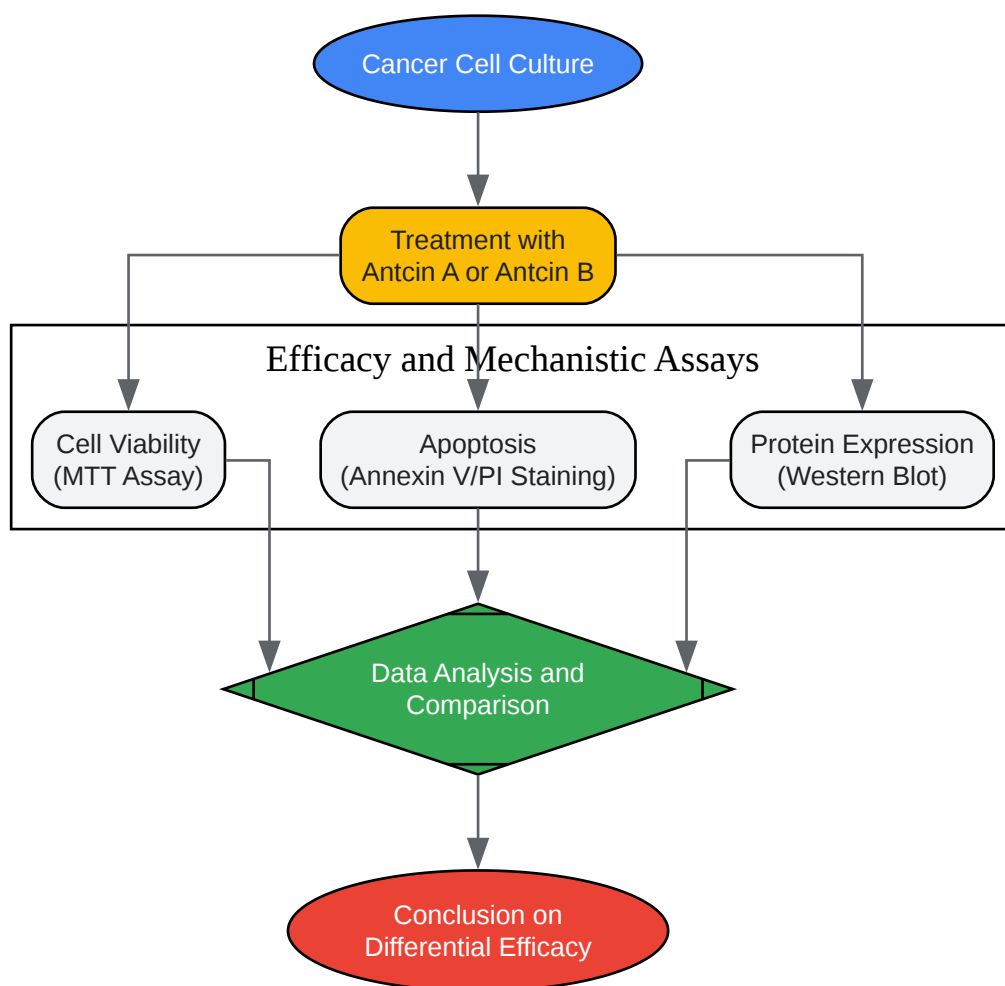 Cancer Cell Culture
Treatment with
Antcin A or Antcin B
Efficacy and Mechanistic Assays
Cell Viability
(MTT Assay)
Apoptosis
(Annexin V/PI Staining)
Protein Expression
(Western Blot)
Data Analysis and
Comparison
Conclusion on
Differential Efficacy